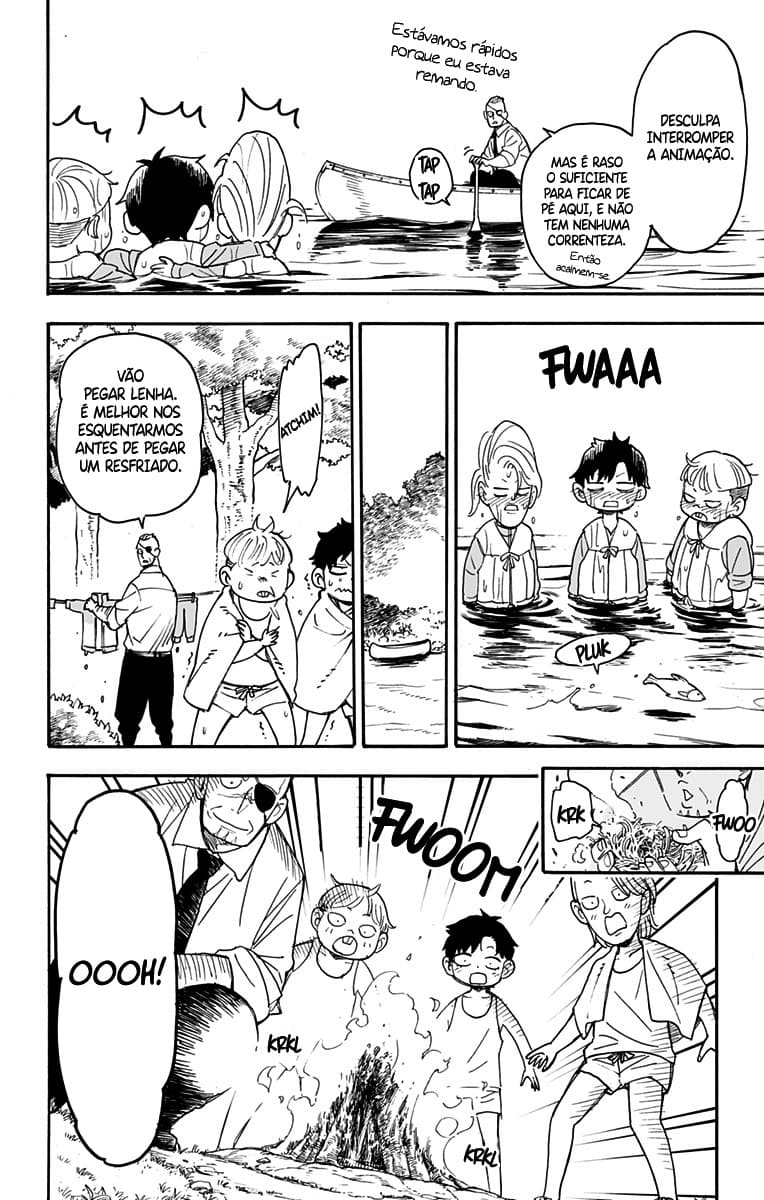 Estávamos rápidos
porque eu estava
remando.
DESCULPA
INTERROMPER
A ANIMAÇÃO.
MAS É RASO
O SUFICIENTE
PARA FICAR DE
PÉ AQUI, E NÃO
TEM NENHUMA
CORRENTEZA.
Então
acalmem-se
TAP
TAP
VÃO
PEGAR LENHA.
É MELHOR NOS
ESQUENTARMOS
ANTES DE PEGAR
UM RESFRIADO.
ATCHIM!
FWAAA
PLUK
KRK
FWOO
OOOH!
FWOOM
KRKL
KRKL